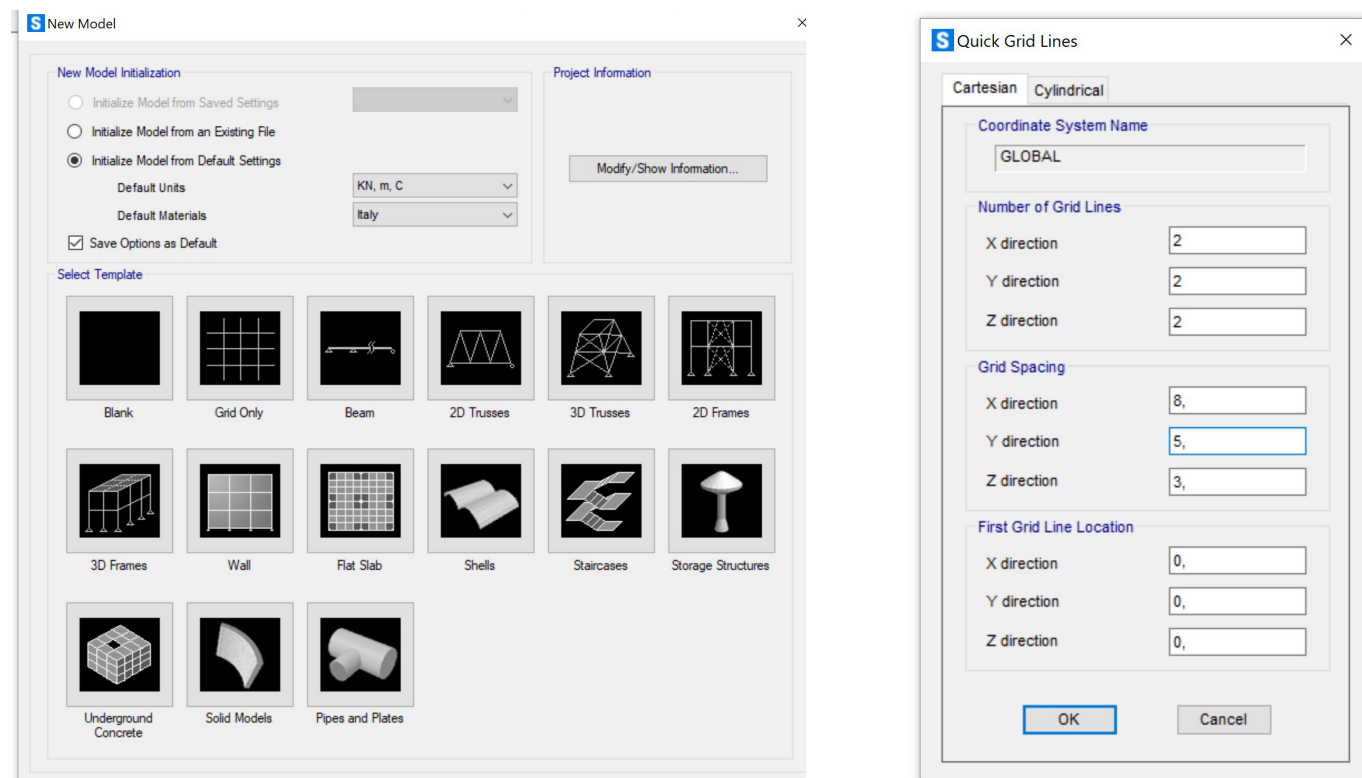 S New Model
New Model Initialization
Initialize Model from Saved Settings
Initialize Model from an Existing File
Initialize Model from Default Settings
Default Units
KN, m, C
Default Materials
Italy
Save Options as Default
Project Information
Modify/Show Information...
Select Template
Blank
Grid Only
Beam
2D Trusses
3D Trusses
2D Frames
3D Frames
Wall
Flat Slab
Shells
Staircases
Storage Structures
Underground
Concrete
Solid Models
Pipes and Plates
S Quick Grid Lines
Cartesian
Cylindrical
Coordinate System Name
GLOBAL
Number of Grid Lines
X direction
2
Y direction
2
Z direction
2
Grid Spacing
X direction
8,
Y direction
5,
Z direction
3,
First Grid Line Location
X direction
0,
Y direction
0,
Z direction
0,
OK
Cancel